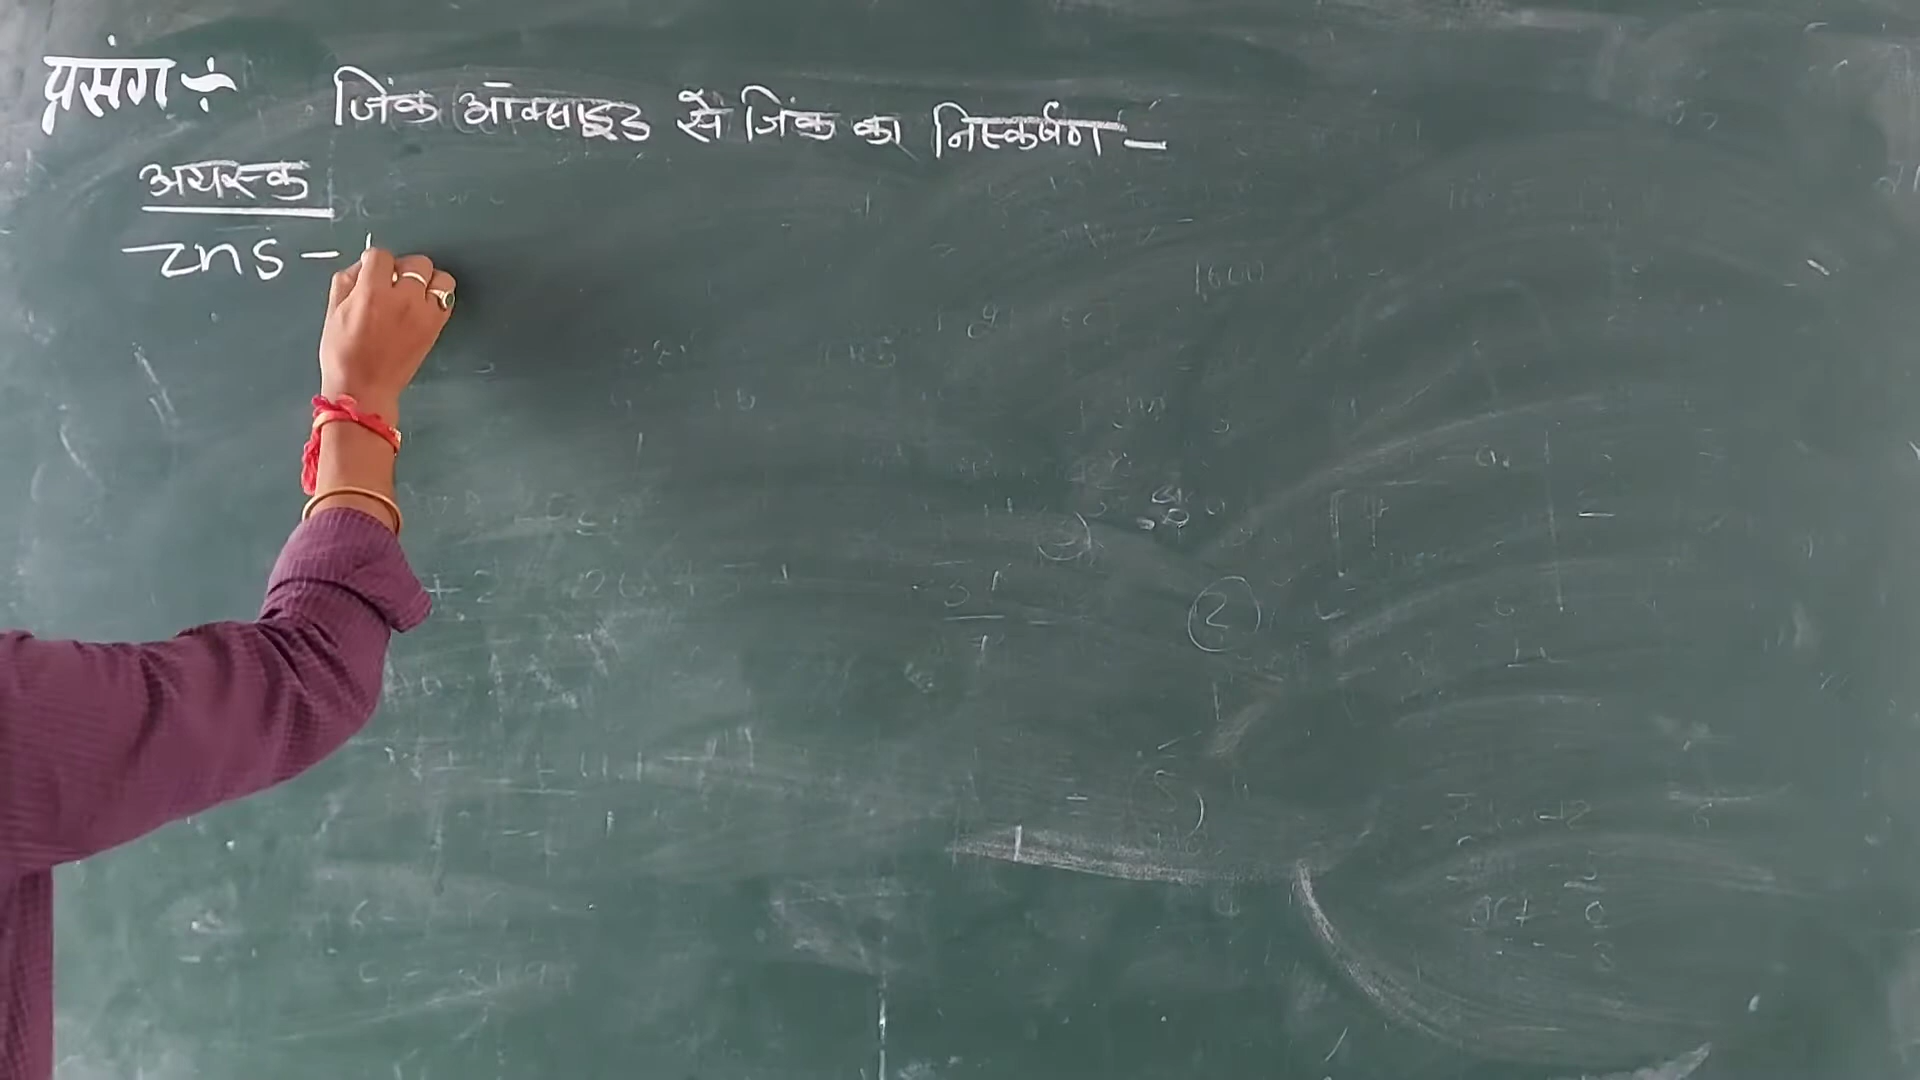 प्रसंग ÷ जिंक ऑक्साइड से जिंक का निस्कर्षण -
अयस्क
ZnS -